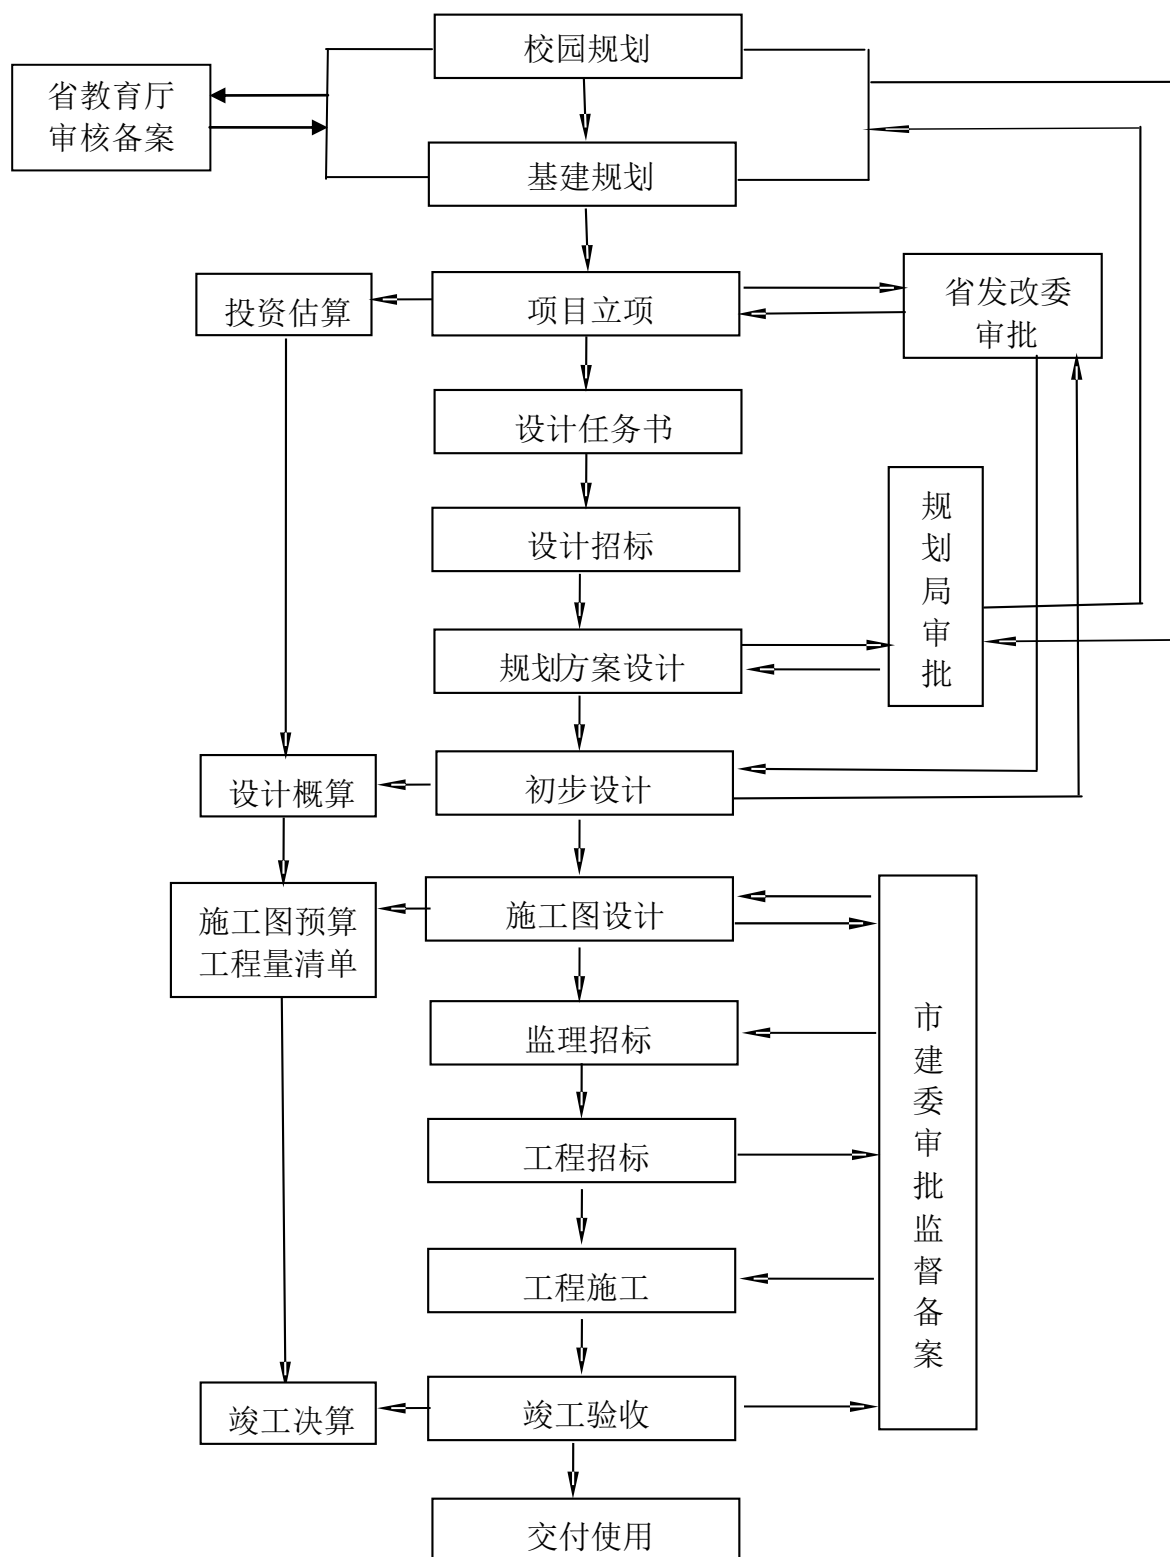 校园规划
省教育厅
审核备案
基建规划
投资估算
项目立项
省发改委
审批
设计任务书
设计招标
规划局审批
规划方案设计
设计概算
初步设计
施工图预算
工程量清单
施工图设计
监理招标
市建委审批监督备案
工程招标
工程施工
竣工决算
竣工验收
交付使用